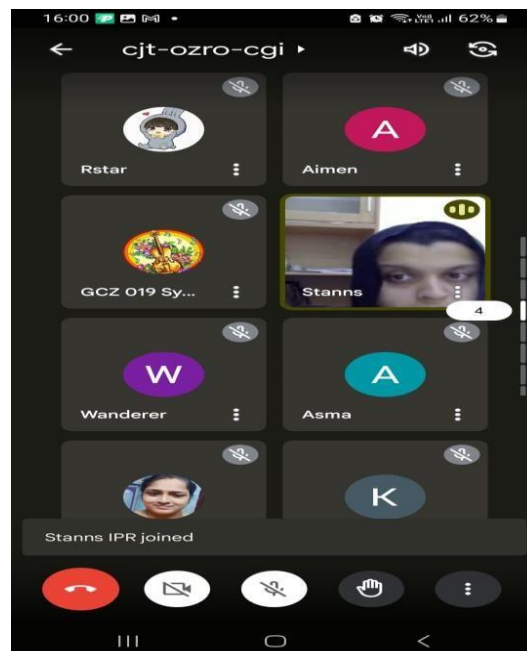 16:00 62%
cjt-ozro-cgi
A
Rstar Aimen
GCZ 019 Sy... Stanns
4
W A
Wanderer Asma
K
Stanns IPR joined